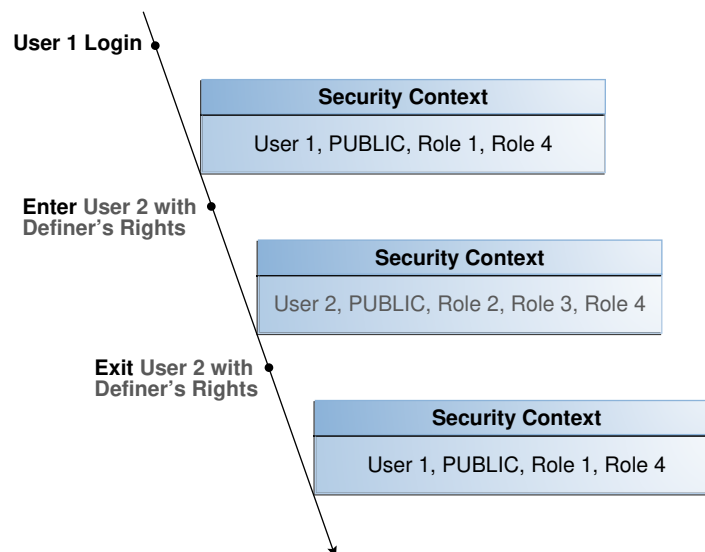 User 1 Login
Security Context
User 1, PUBLIC, Role 1, Role 4
Enter User 2 with
Definer's Rights
Security Context
User 2, PUBLIC, Role 2, Role 3, Role 4
Exit User 2 with
Definer's Rights
Security Context
User 1, PUBLIC, Role 1, Role 4